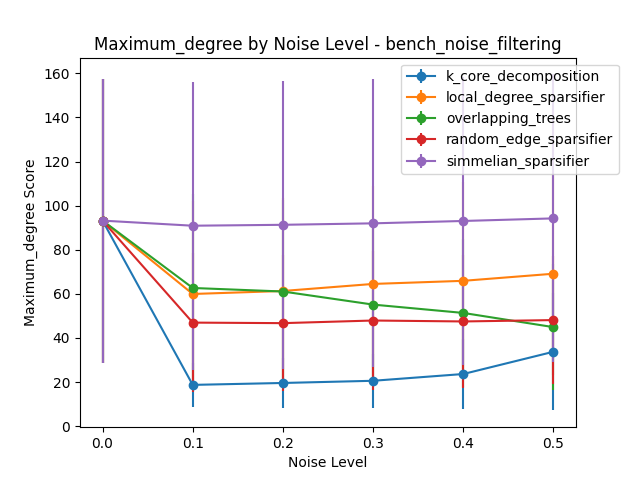 Maximum_degree by Noise Level - bench_noise_filtering
k_core_decomposition
local_degree_sparsifier
overlapping_trees
random_edge_sparsifier
simmelian_sparsifier
Maximum_degree Score
160
140
120
100
80
60
40
20
0
0.0 0.1 0.2 0.3 0.4 0.5
Noise Level